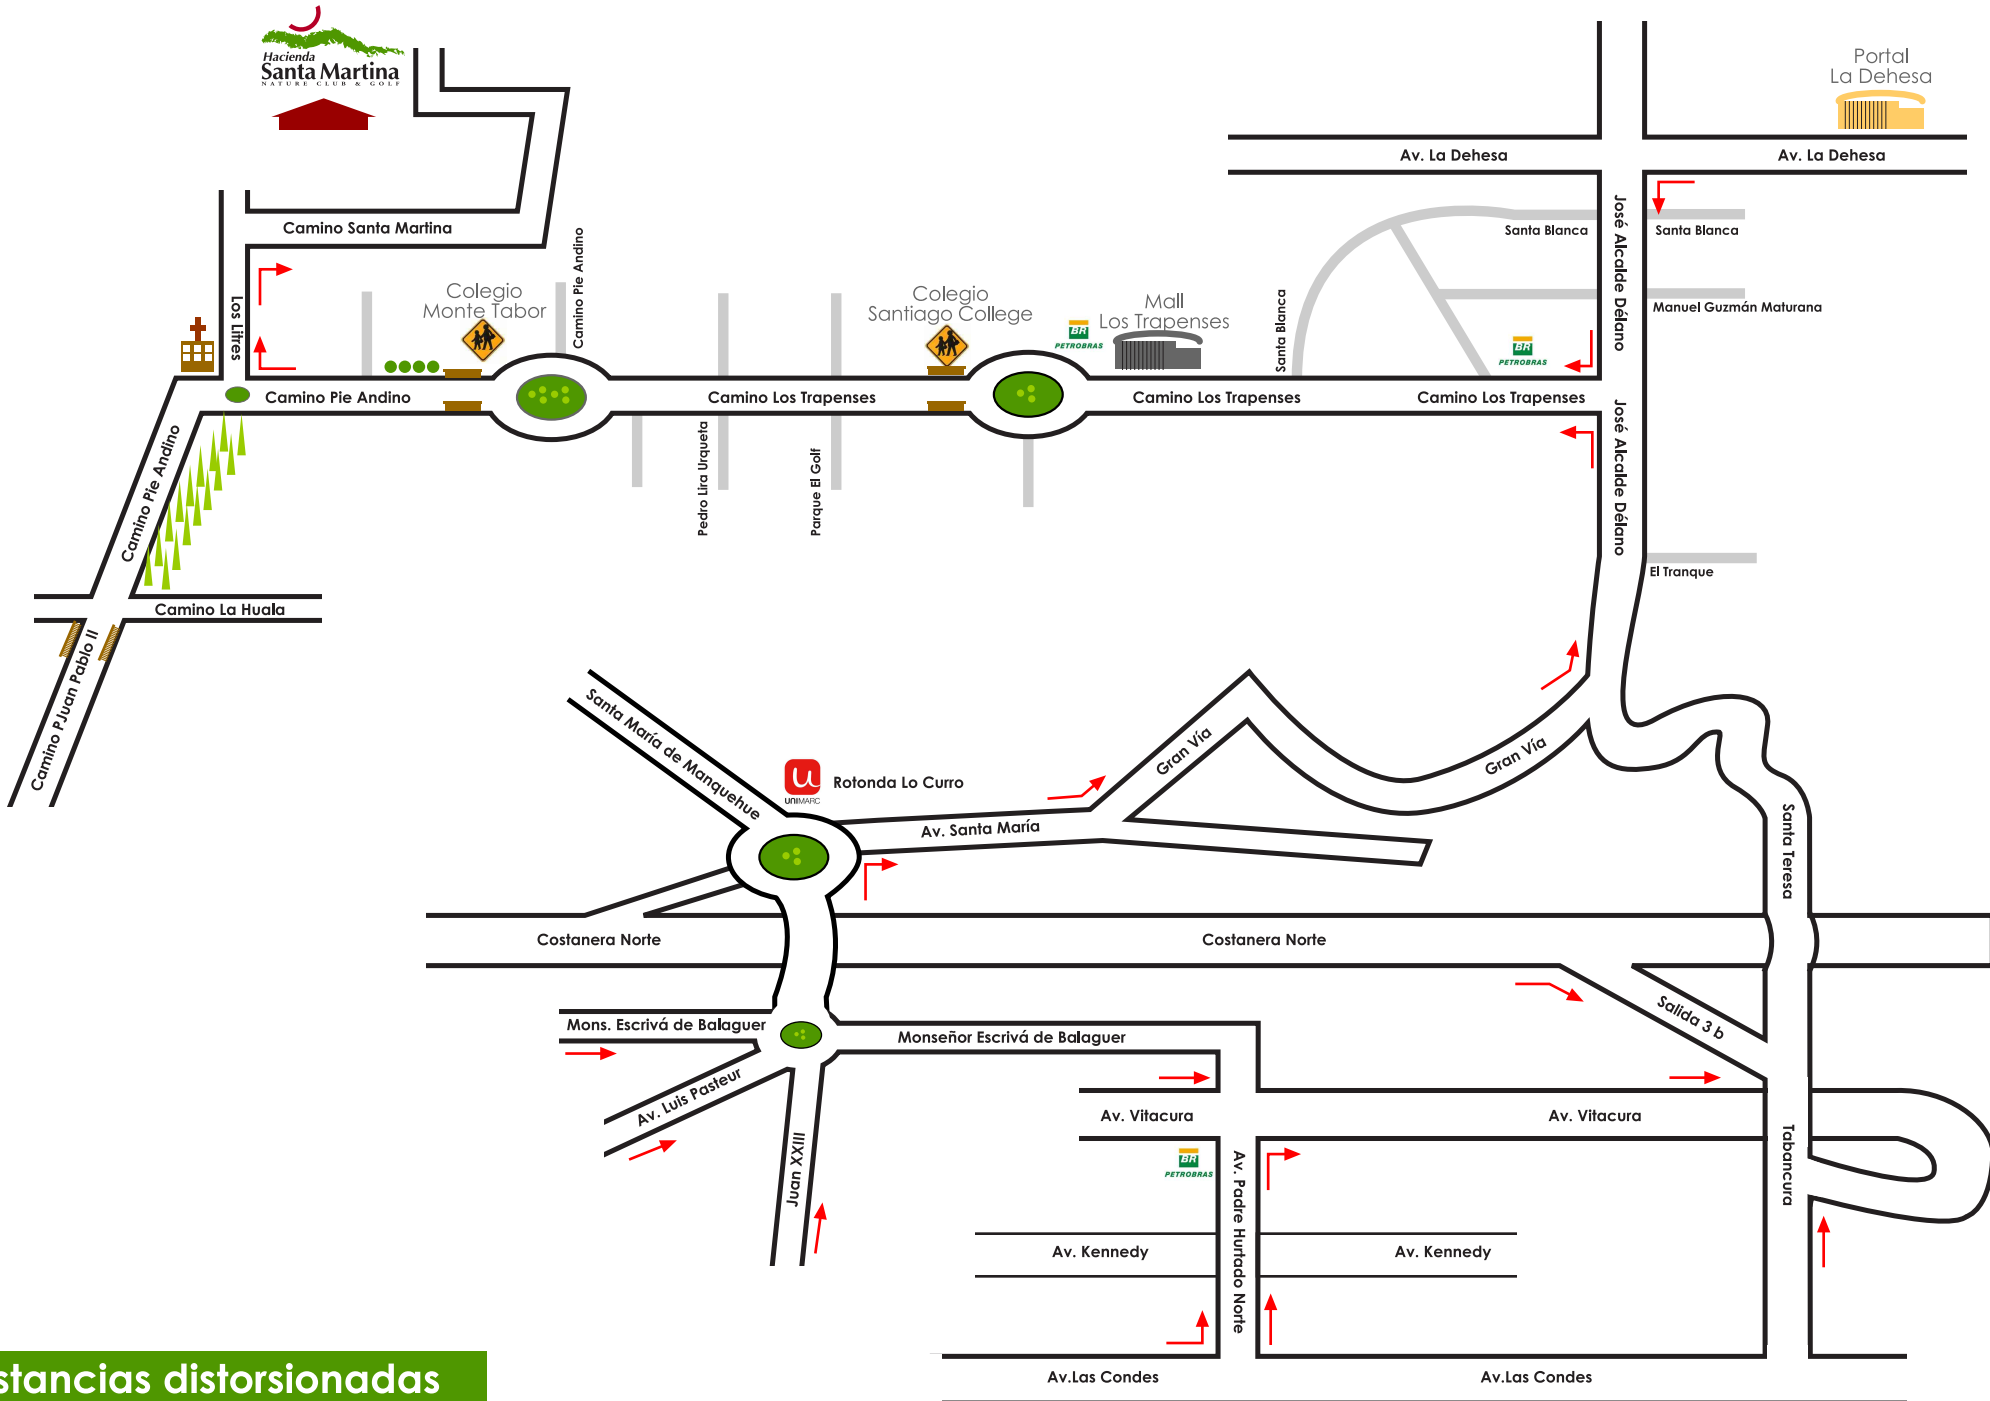 Hacienda
Santa Martina
NATURE CLUB & GOLF
Portal
La Dehesa
Av. La Dehesa
Av. La Dehesa
José Alcalde Délano
Santa Blanca
Santa Blanca
Camino Santa Martina
Camino Pie Andino
Los Litres
Colegio
Monte Tabor
Colegio
Santiago College
BR
PETROBRAS
Mall
Los Trapenses
Santa Blanca
Manuel Guzmán Maturana
BR
PETROBRAS
Camino Pie Andino
Camino Los Trapenses
Camino Los Trapenses
Camino Los Trapenses
José Alcalde Délano
Camino Pie Andino
Pedro Lira Urqueta
Parque El Golf
El Tranque
Camino La Huala
Camino PJuan Pablo II
Santa María de Manquehue
u
UNIMARC
Rotonda Lo Curro
Gran Vía
Gran Vía
Av. Santa María
Santa Teresa
Costanera Norte
Costanera Norte
Salida 3 b
Mons. Escrivá de Balaguer
Monseñor Escrivá de Balaguer
Av. Luis Pasteur
Juan XXIII
Av. Vitacura
Av. Vitacura
BR
PETROBRAS
Av. Padre Hurtado Norte
Tabancura
Av. Kennedy
Av. Kennedy
Av.Las Condes
Av.Las Condes
stancias distorsionadas